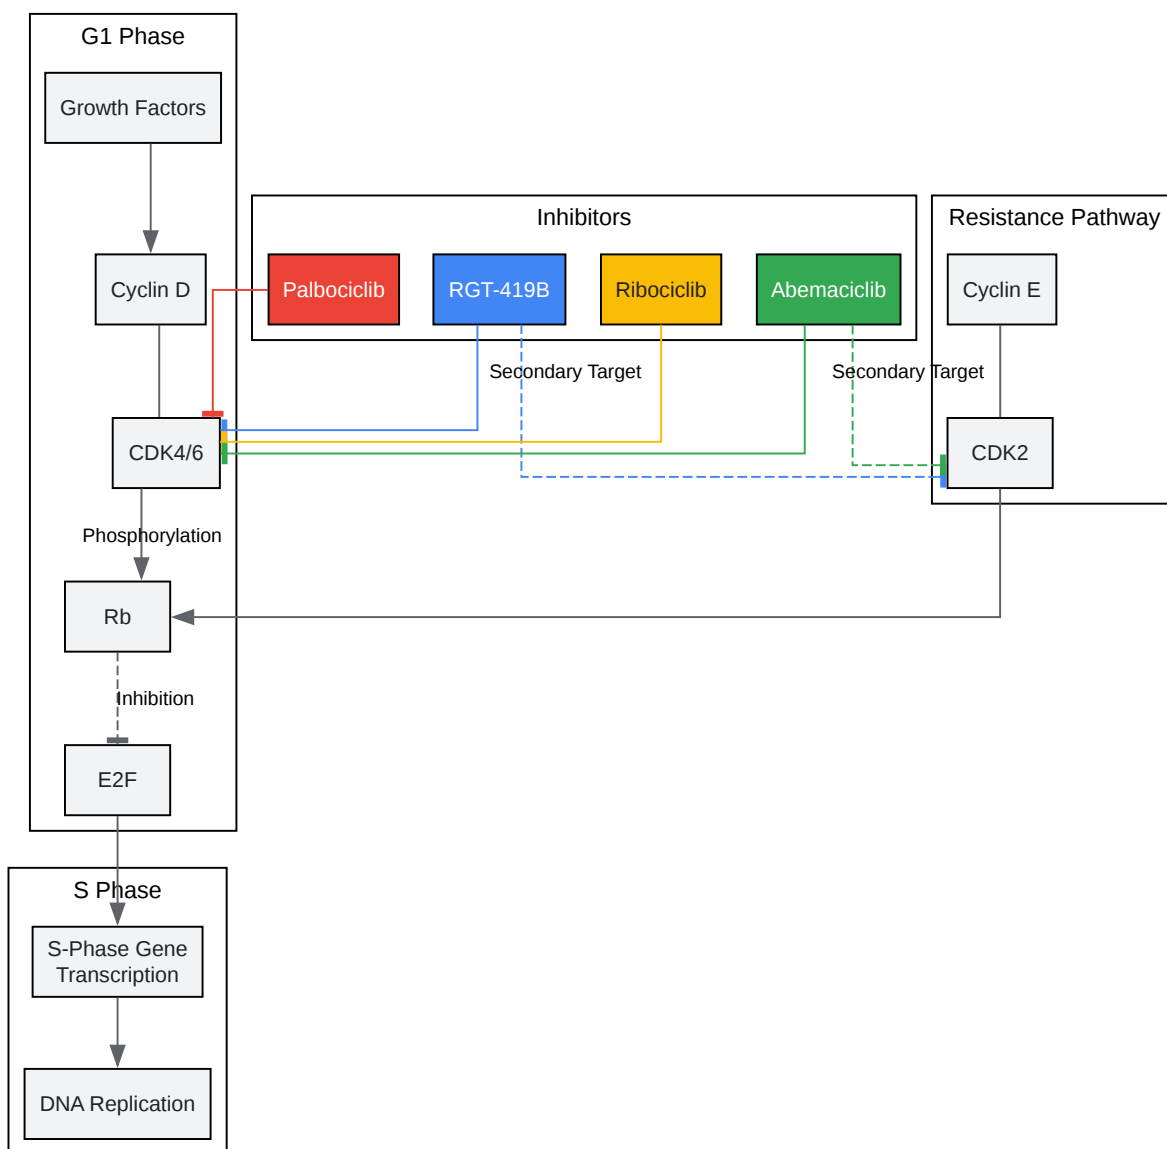 G1 Phase
Growth Factors
Inhibitors
Resistance Pathway
Cyclin D
Palbociclib
RGT-419B
Ribociclib
Abemaciclib
Cyclin E
Secondary Target
Secondary Target
CDK4/6
CDK2
Phosphorylation
Rb
Inhibition
E2F
S Phase
S-Phase Gene
Transcription
DNA Replication